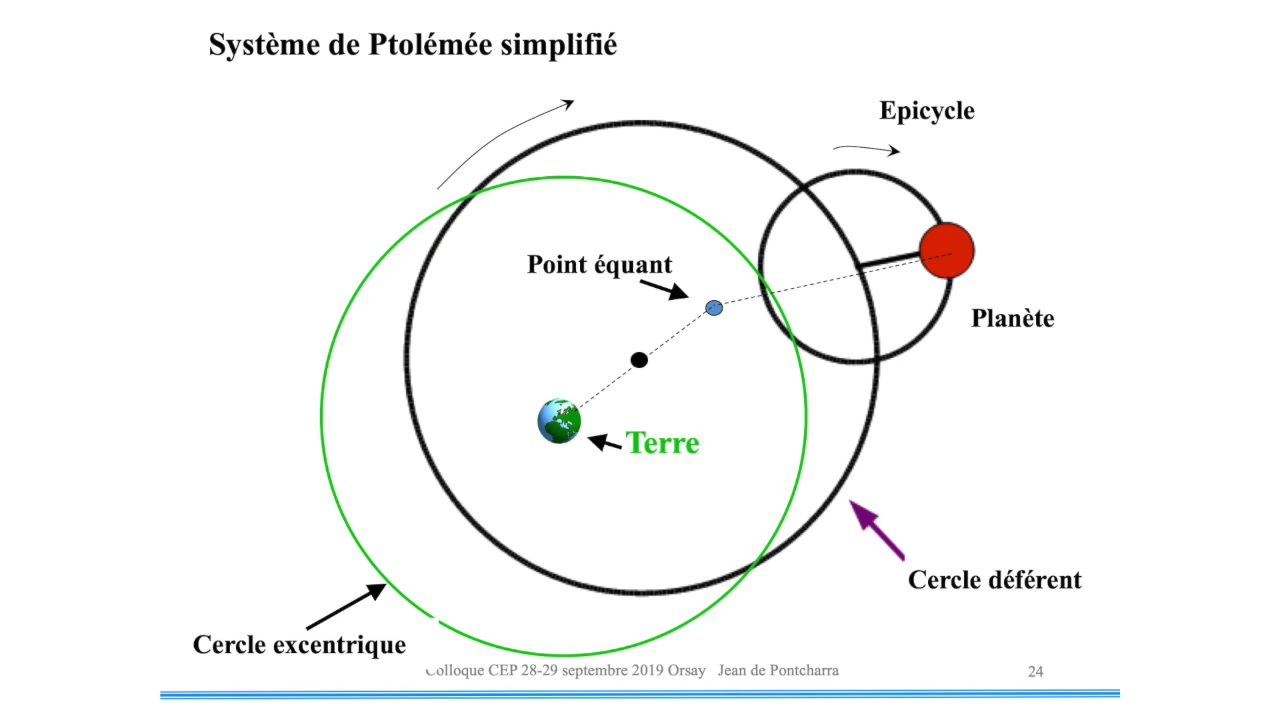 Système de Ptolémée simplifié
Epicycle
Point équant
Planète
Terre
Cercle déférent
Cercle excentrique
Colloque CEP 28-29 septembre 2019 Orsay Jean de Pontcharra
24